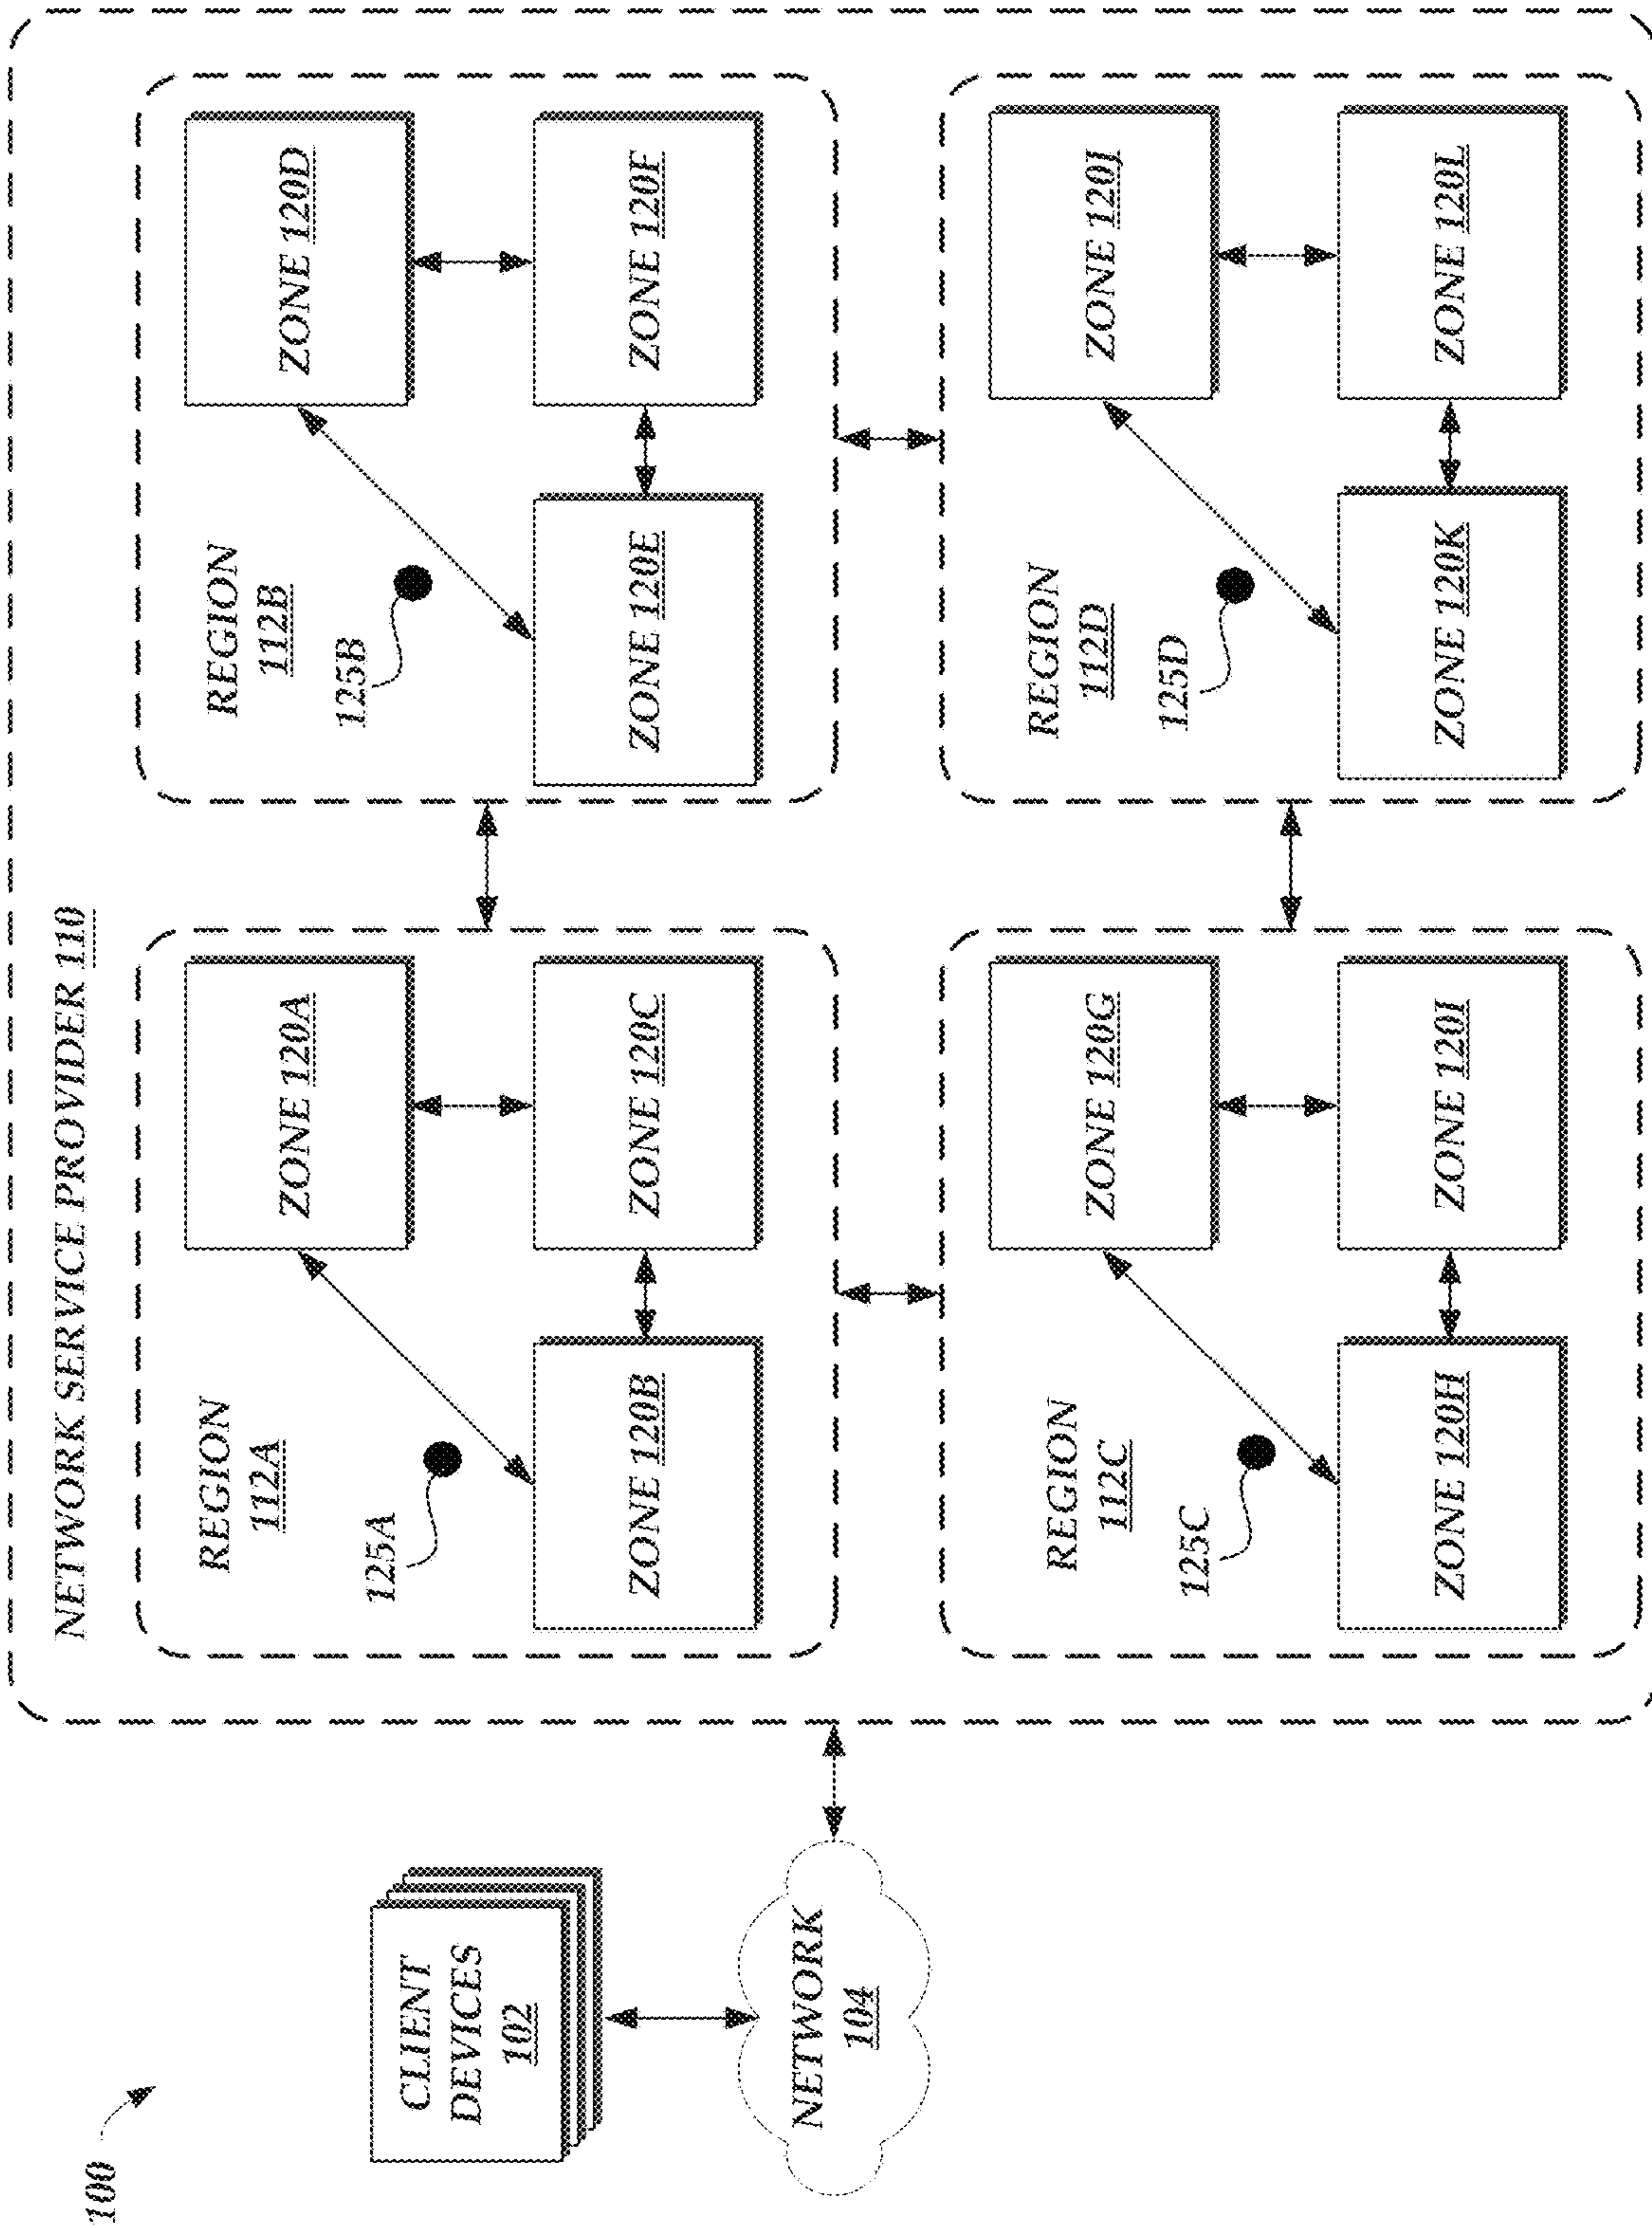 100
CLIENT
DEVICES
102
NETWORK
104
NETWORK SERVICE PROVIDER 110
REGION
112A
125A
ZONE 120A
ZONE 120B
ZONE 120C
REGION
112B
125B
ZONE 120D
ZONE 120E
ZONE 120F
REGION
112C
125C
ZONE 120G
ZONE 120H
ZONE 120I
REGION
112D
125D
ZONE 120J
ZONE 120K
ZONE 120L